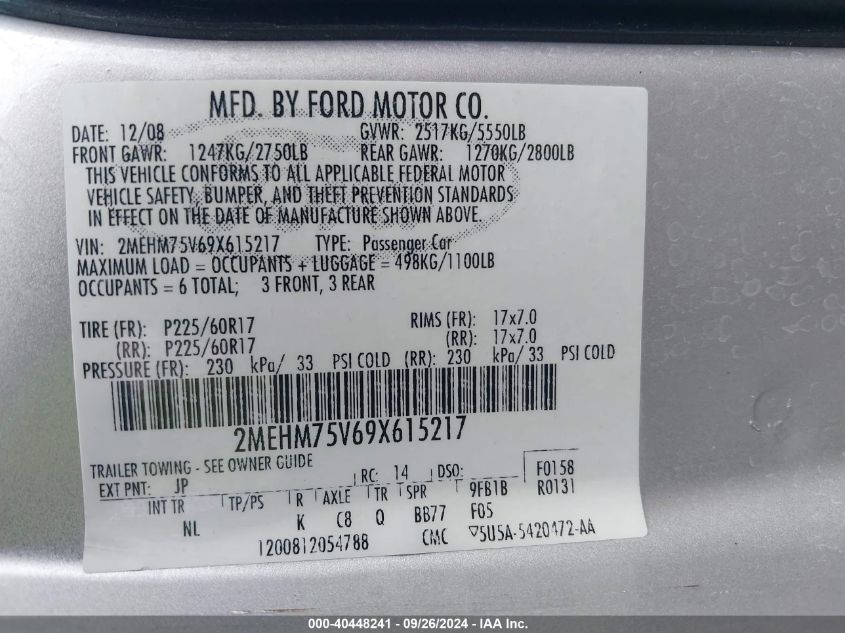 MFD. BY FORD MOTOR CO.
DATE: 12/08 GVWR: 2517KG/5550LB
FRONT GAWR: 1247KG/2750LB REAR GAWR: 1270KG/2800LB
THIS VEHICLE CONFORMS TO ALL APPLICABLE FEDERAL MOTOR
VEHICLE SAFETY, BUMPER, AND THEFT PREVENTION STANDARDS
IN EFFECT ON THE DATE OF MANUFACTURE SHOWN ABOVE.
VIN: 2MEHM75V69X615217 TYPE: Passenger Car
MAXIMUM LOAD = OCCUPANTS + LUGGAGE = 498KG/1100LB
OCCUPANTS = 6 TOTAL; 3 FRONT, 3 REAR
TIRE (FR): P225/60R17 RIMS (FR): 17x7.0
(RR): P225/60R17 (RR): 17x7.0
PRESSURE (FR): 230 kPa/ 33 PSI COLD (RR): 230 kPa/ 33 PSI COLD
2MEHM75V69X615217
TRAILER TOWING - SEE OWNER GUIDE
EXT PNT: JP RC: 14 DSO: F0158
INT TR TP/PS R AXLE TR SPR 9FB1B R0131
NL K C8 Q BB77 F05
1200812054788 CMC ▽5U5A-5420472-AA
000-40448241 - 09/26/2024 - IAA Inc.